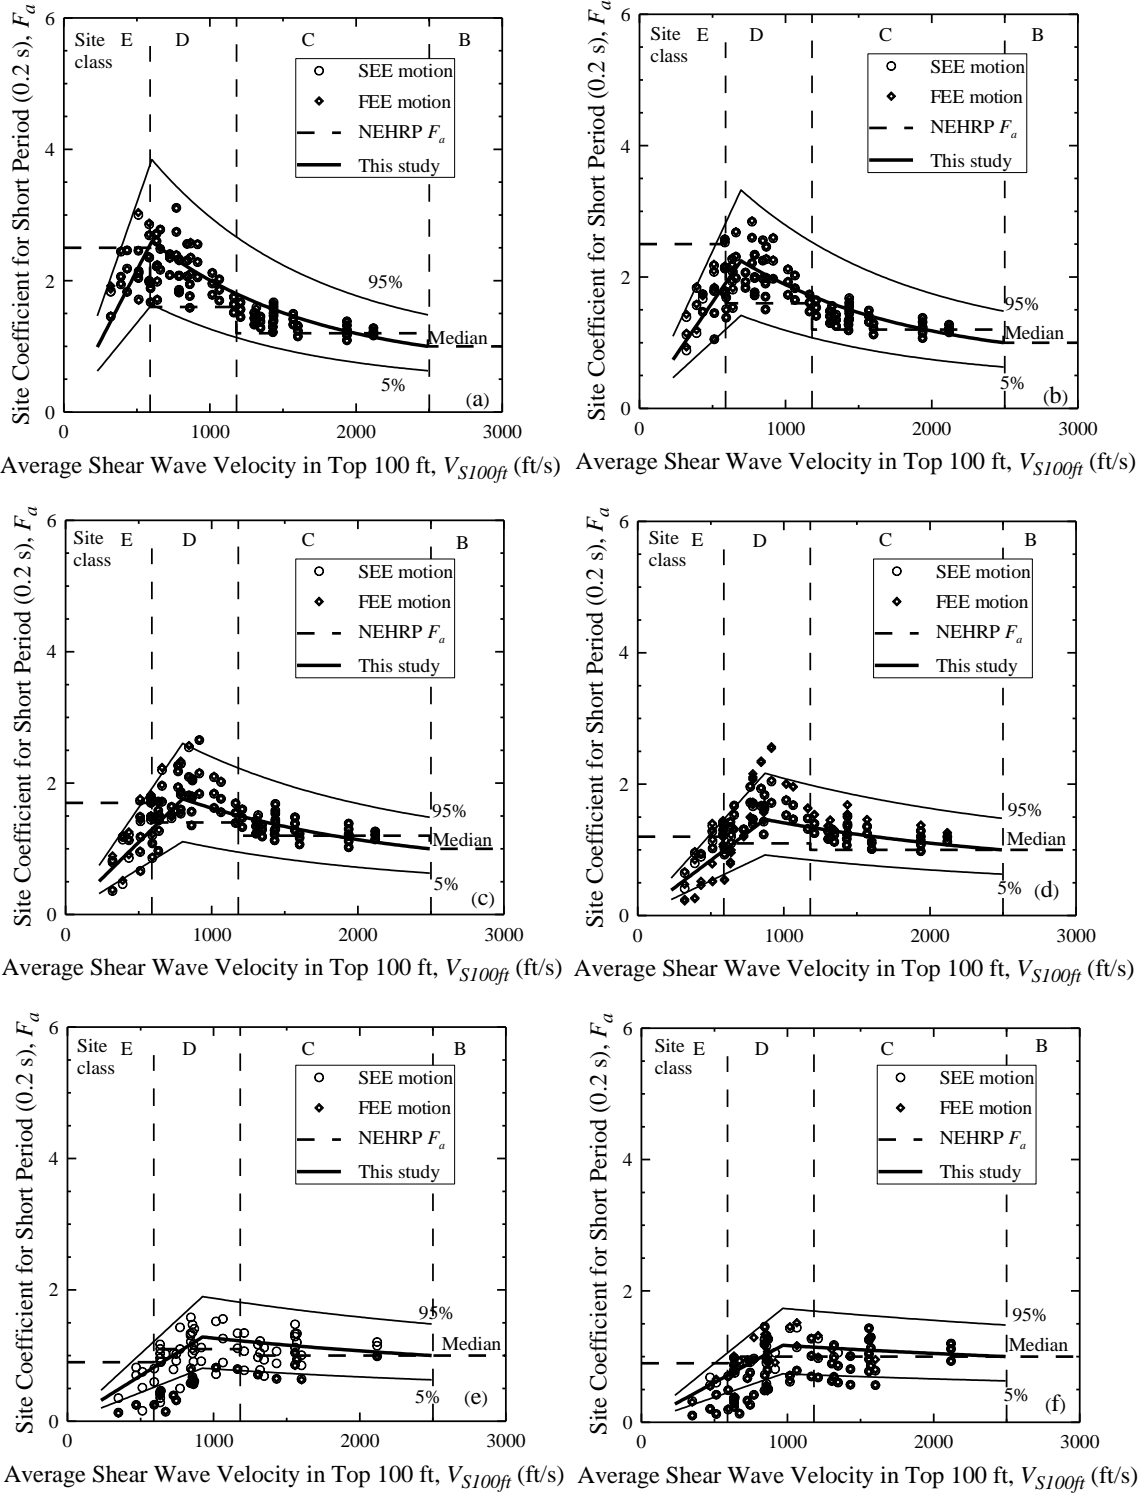 Site Coefficient for Short Period (0.2 s), Fa
6
4
2
0
Site class
E
D
C
B
SEE motion
FEE motion
NEHRP Fa
This study
95%
Median
5%
(a)
0
1000
2000
3000
Average Shear Wave Velocity in Top 100 ft, VS100ft (ft/s)
Site Coefficient for Short Period (0.2 s), Fa
6
4
2
0
Site class
E
D
C
B
SEE motion
FEE motion
NEHRP Fa
This study
95%
Median
5%
(b)
0
1000
2000
3000
Average Shear Wave Velocity in Top 100 ft, VS100ft (ft/s)
Site Coefficient for Short Period (0.2 s), Fa
6
4
2
0
Site class
E
D
C
B
SEE motion
FEE motion
NEHRP Fa
This study
95%
Median
5%
(c)
0
1000
2000
3000
Average Shear Wave Velocity in Top 100 ft, VS100ft (ft/s)
Site Coefficient for Short Period (0.2 s), Fa
6
4
2
0
Site class
E
D
C
B
SEE motion
FEE motion
NEHRP Fa
This study
95%
Median
5%
(d)
0
1000
2000
3000
Average Shear Wave Velocity in Top 100 ft, VS100ft (ft/s)
Site Coefficient for Short Period (0.2 s), Fa
6
4
2
0
Site class
E
D
C
B
SEE motion
FEE motion
NEHRP Fa
This study
95%
Median
5%
(e)
0
1000
2000
3000
Average Shear Wave Velocity in Top 100 ft, VS100ft (ft/s)
Site Coefficient for Short Period (0.2 s), Fa
6
4
2
0
Site class
E
D
C
B
SEE motion
FEE motion
NEHRP Fa
This study
95%
Median
5%
(f)
0
1000
2000
3000
Average Shear Wave Velocity in Top 100 ft, VS100ft (ft/s)